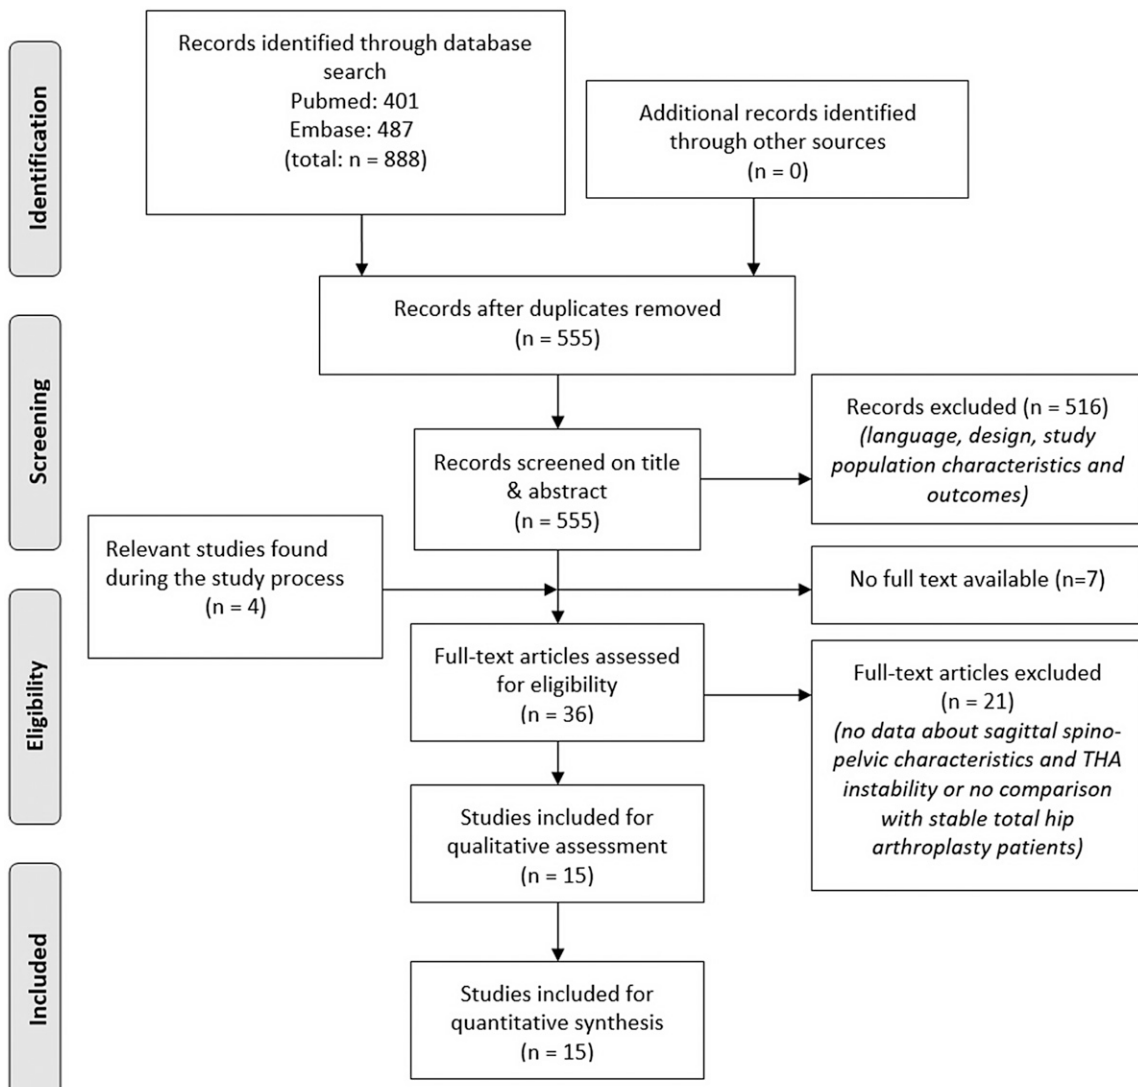 Identification
Records identified through database
search
Pubmed: 401
Embase: 487
(total: n = 888)
Additional records identified
through other sources
(n = 0)
Records after duplicates removed
(n = 555)
Screening
Records screened on title
& abstract
(n = 555)
Records excluded (n = 516)
(language, design, study
population characteristics and
outcomes)
Relevant studies found
during the study process
(n = 4)
No full text available (n=7)
Eligibility
Full-text articles assessed
for eligibility
(n = 36)
Full-text articles excluded
(n = 21)
(no data about sagittal spino-
pelvic characteristics and THA
instability or no comparison
with stable total hip
arthroplasty patients)
Studies included for
qualitative assessment
(n = 15)
Included
Studies included for
quantitative synthesis
(n = 15)